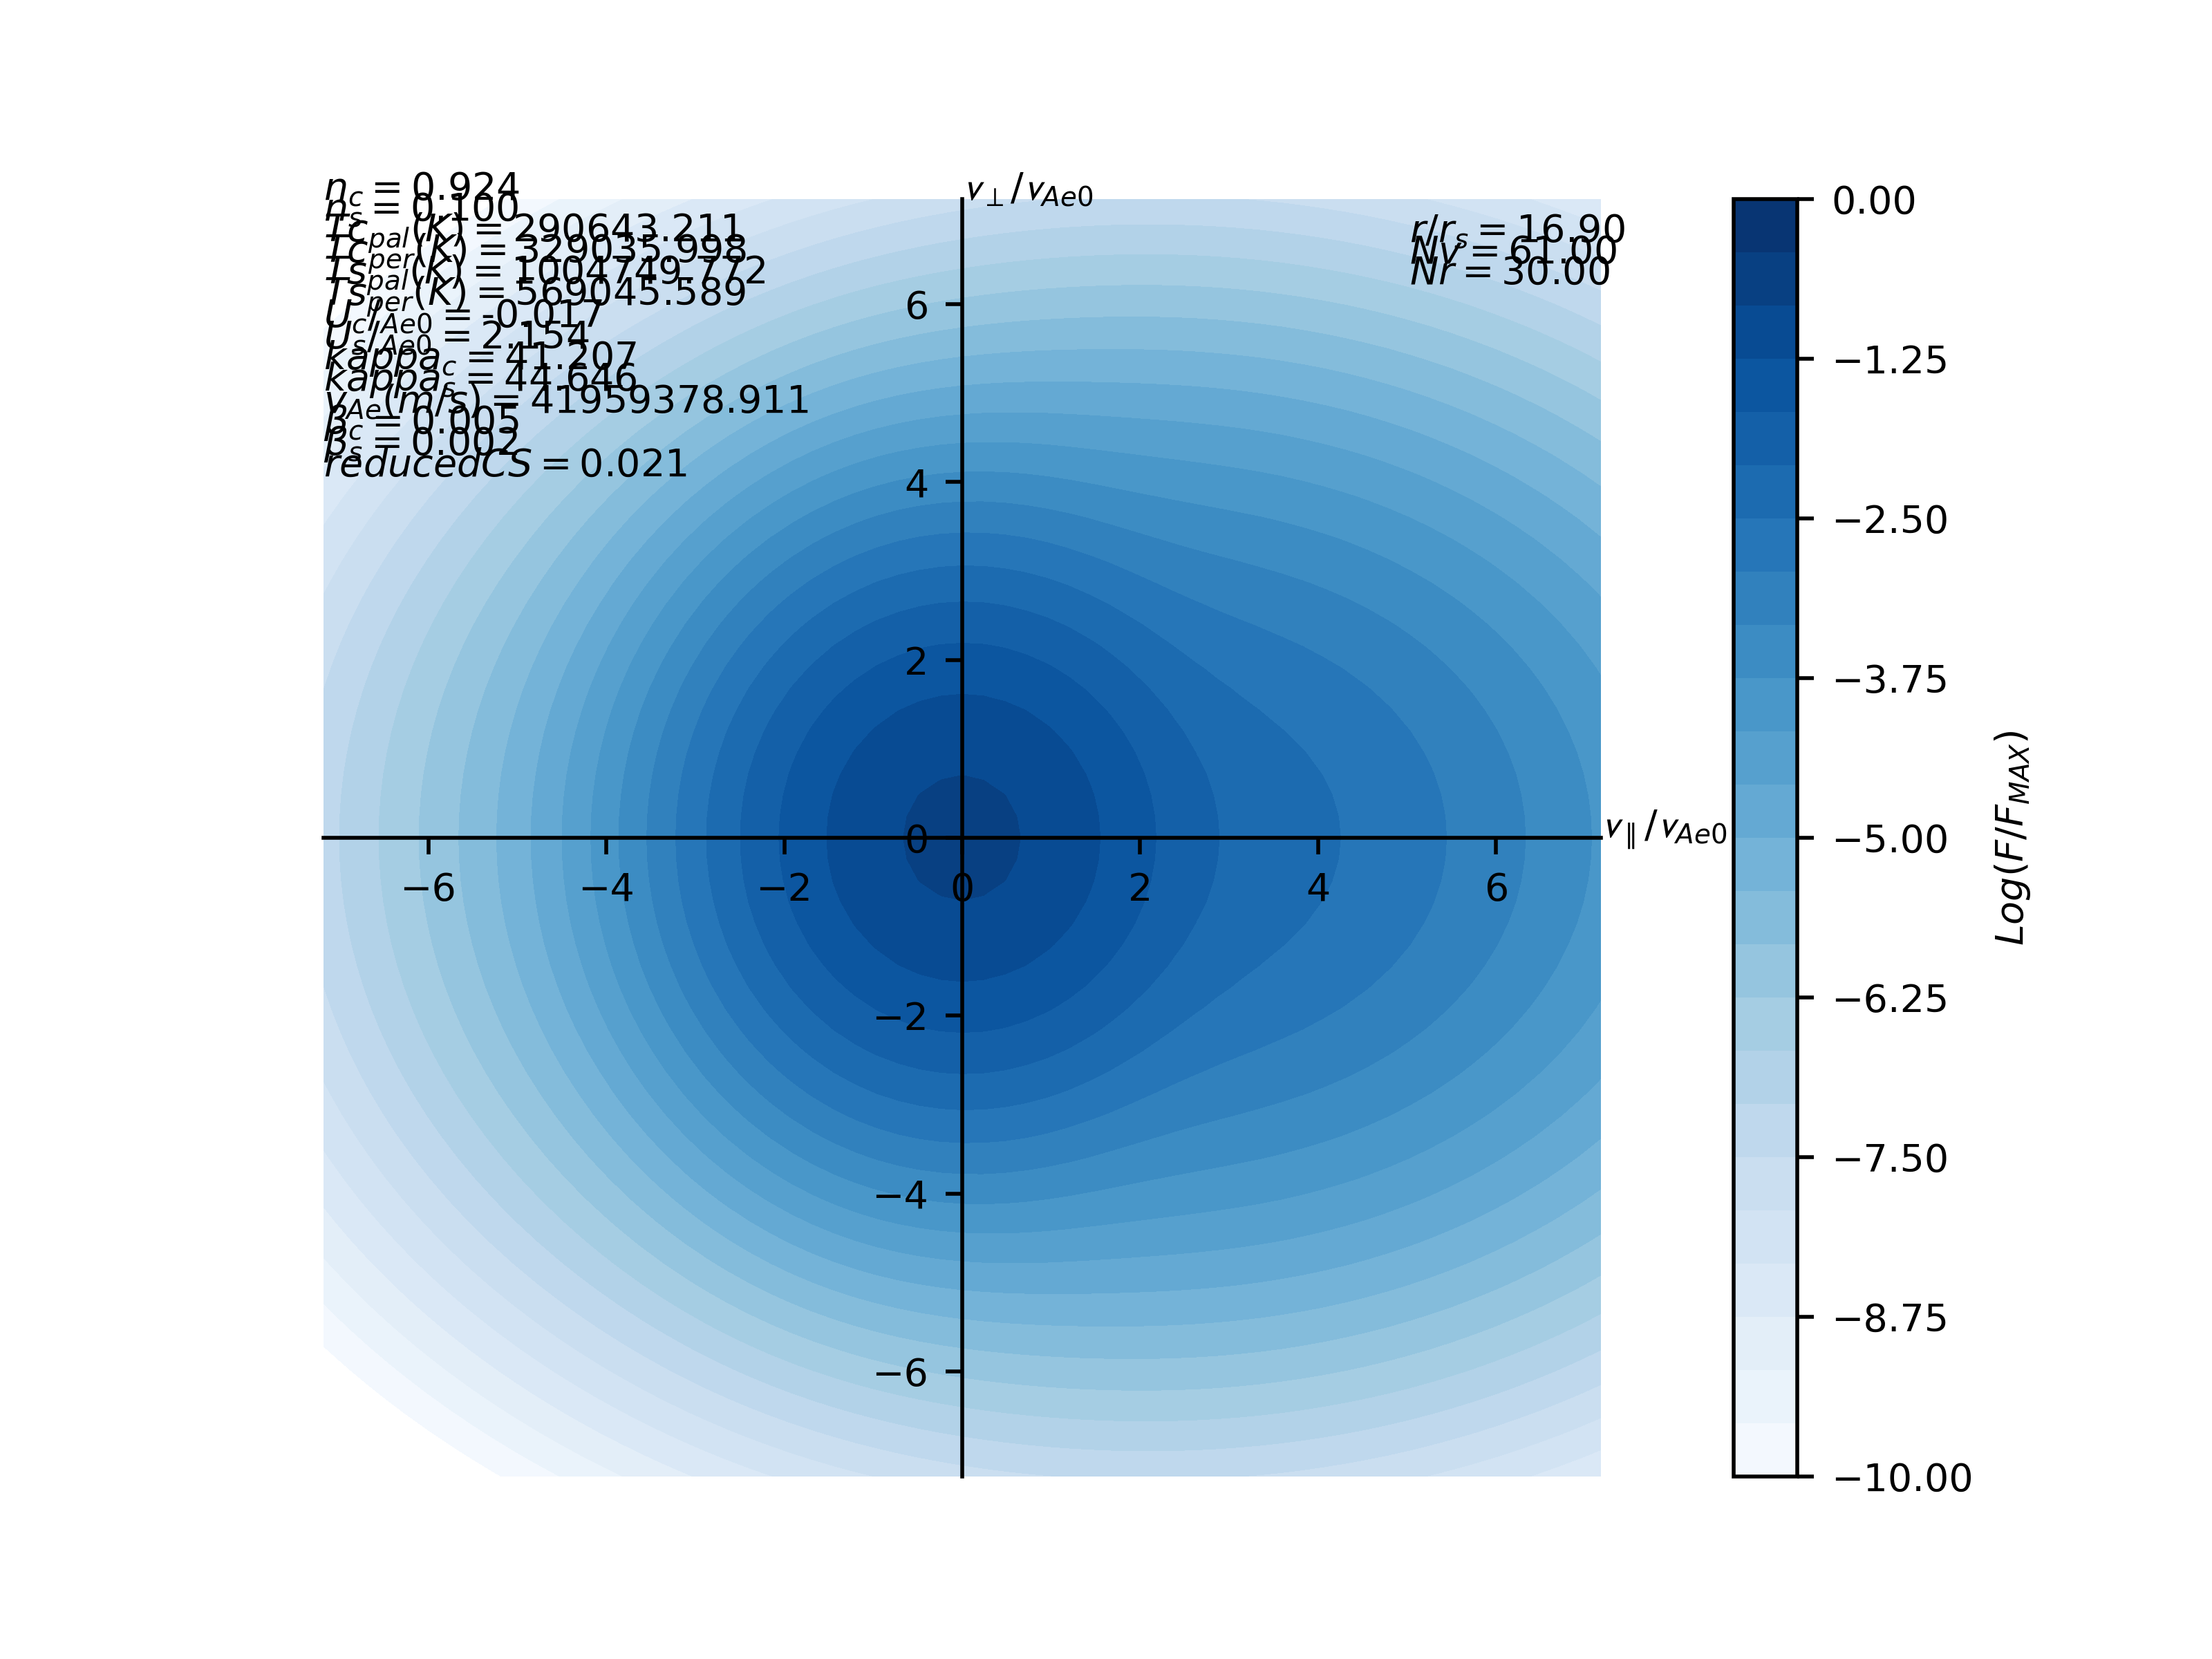 n_c = 0.924
n_s = 0.100
Tc_pal(K) = 290643.211
Tc_per(K) = 329035.998
Ts_pal(K) = 1004749.772
Ts_per(K) = 569045.589
U_c/Ae0 = -0.017
U_s/Ae0 = 2.154
kappa_c = 41.207
kappa_s = 44.646
v_Ae(m/s) = 41959378.911
β_c = 0.005
β_s = 0.002
reducedCS = 0.021
v_⊥/v_Ae0
r/r_s = 16.90
Nv = 61.00
Nr = 30.00
6
4
2
0
−2
−4
−6
−6 −4 −2 0 2 4 6
v_∥/v_Ae0
0.00
−1.25
−2.50
−3.75
−5.00
−6.25
−7.50
−8.75
−10.00
Log(F/F_MAX)